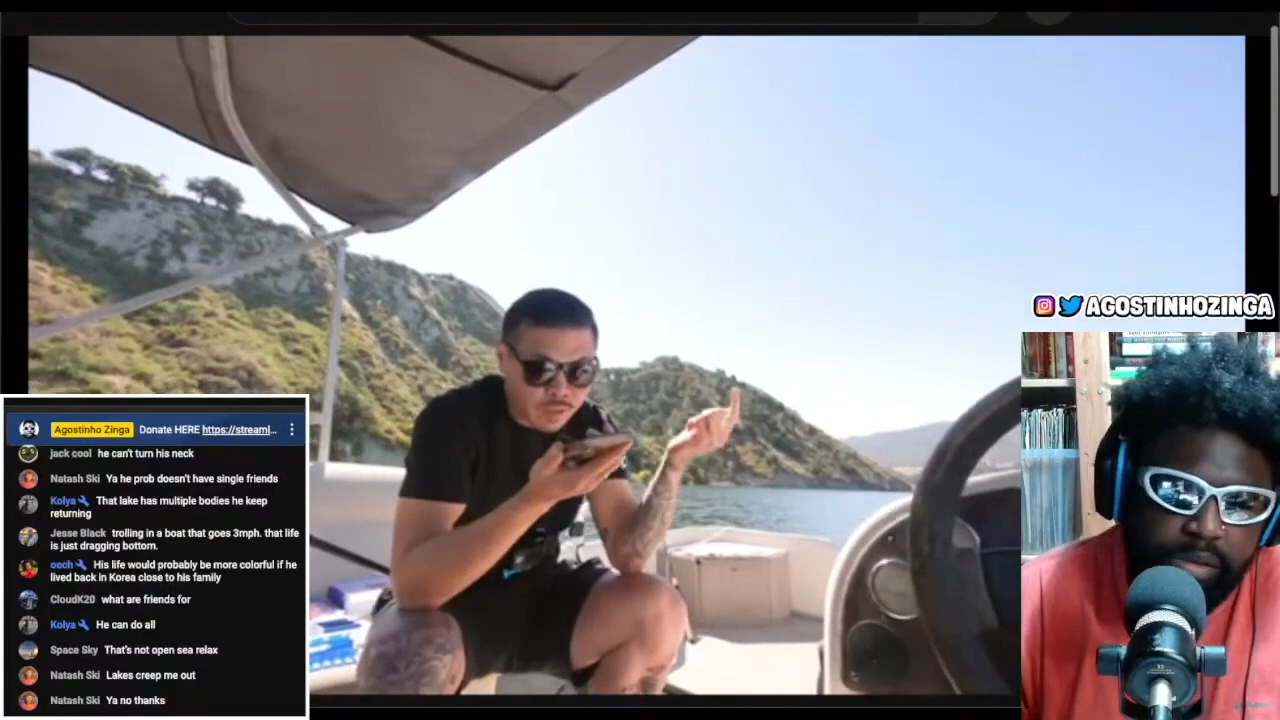 AGOSTINHOZINGA
Agostinho Zinga Donate HERE https://streaml...
jack cool he can't turn his neck
Natash Ski Ya he prob doesn't have single friends
Kolya That lake has multiple bodies he keep
returning
Jesse Black trolling in a boat that goes 3mph. that life
is just dragging bottom.
ooch His life would probably be more colorful if he
lived back in Korea close to his family
CloudK20 what are friends for
Kolya He can do all
Space Sky That's not open sea relax
Natash Ski Lakes creep me out
Natash Ski Ya no thanks